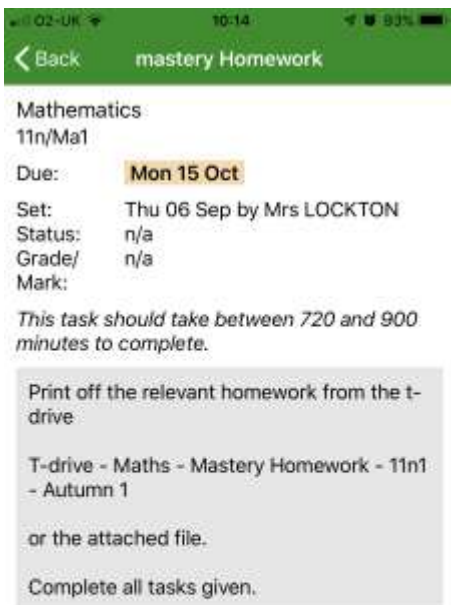 O2-UK 10:14 93%
Back mastery Homework
Mathematics
11n/Ma1
Due: Mon 15 Oct
Set: Thu 06 Sep by Mrs LOCKTON
Status: n/a
Grade/ n/a
Mark:
This task should take between 720 and 900
minutes to complete.
Print off the relevant homework from the t-
drive
T-drive - Maths - Mastery Homework - 11n1
- Autumn 1
or the attached file.
Complete all tasks given.